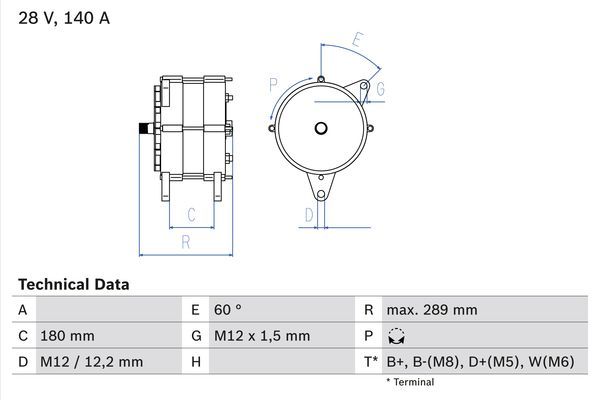 28 V, 140 A
E
P
G
C
D
R
Technical Data
A E 60 ° R max. 289 mm
C 180 mm G M12 x 1,5 mm P
D M12 / 12,2 mm H T* B+, B-(M8), D+(M5), W(M6)
* Terminal